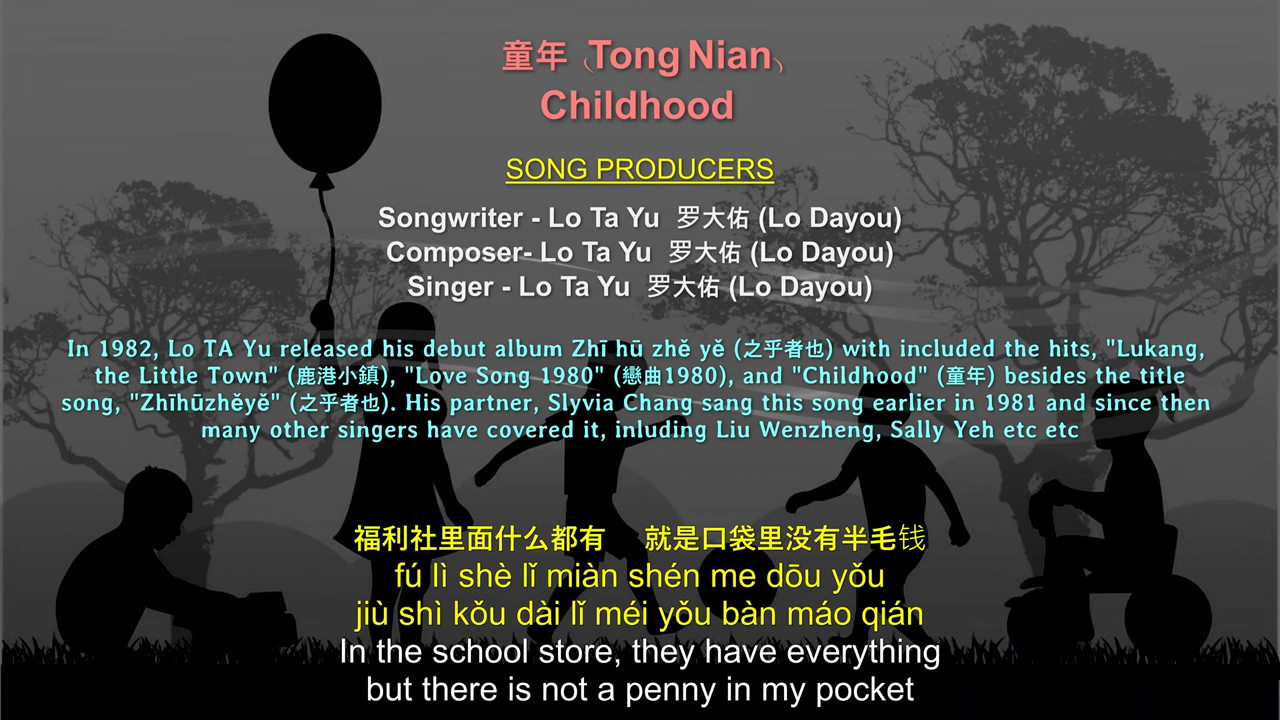 童年 (Tong Nian)
Childhood
SONG PRODUCERS
Songwriter - Lo Ta Yu 罗大佑 (Lo Dayou)
Composer- Lo Ta Yu 罗大佑 (Lo Dayou)
Singer - Lo Ta Yu 罗大佑 (Lo Dayou)
In 1982, Lo TA Yu released his debut album Zhī hū zhě yě (之乎者也) with included the hits, "Lukang,
the Little Town" (鹿港小鎮), "Love Song 1980" (戀曲1980), and "Childhood" (童年) besides the title
song, "Zhīhūzhěyě" (之乎者也). His partner, Slyvia Chang sang this song earlier in 1981 and since then
many other singers have covered it, inluding Liu Wenzheng, Sally Yeh etc etc
福利社里面什么都有 就是口袋里没有半毛钱
fú lì shè lǐ miàn shén me dōu yǒu
jiù shì kǒu dài lǐ méi yǒu bàn máo qián
In the school store, they have everything
but there is not a penny in my pocket